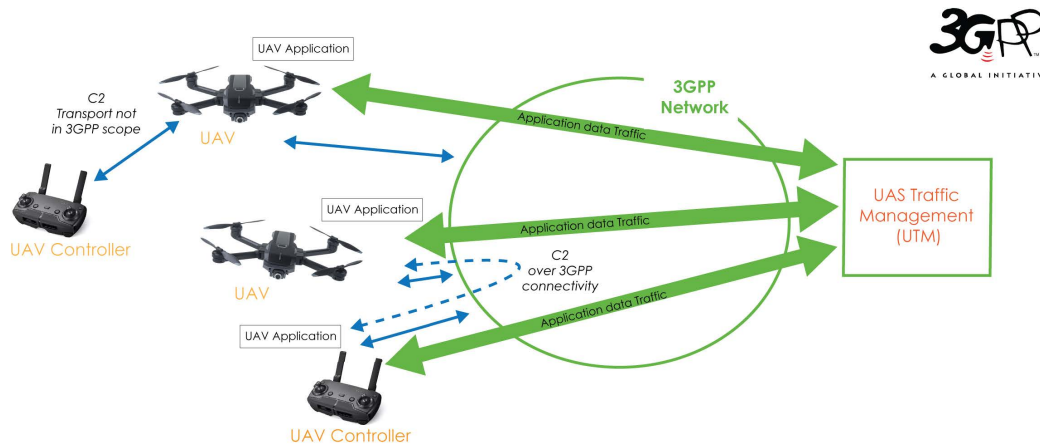 3GPP
TM
A GLOBAL INITIATIVE
UAV Application
C2
Transport not
in 3GPP scope
UAV
3GPP
Network
Application data Traffic
UAV Controller
UAV Application
Application data Traffic
UAS Traffic
Management
(UTM)
UAV
C2
over 3GPP
connectivity
UAV Application
Application data Traffic
UAV Controller